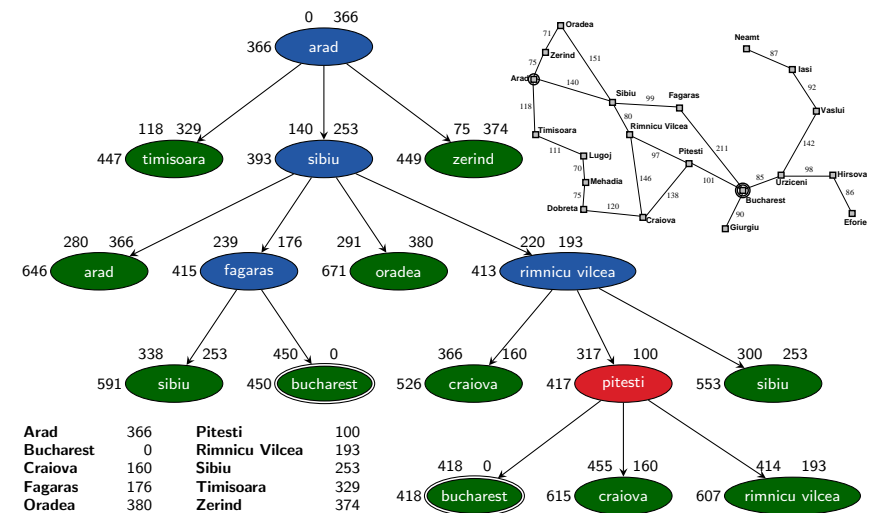 0 366
366 arad
118 329
447 timisoara
140 253
393 sibiu
75 374
449 zerind
280 366
646 arad
239 176
415 fagaras
291 380
671 oradea
220 193
413 rimnicu vilcea
338 253
591 sibiu
450 0
450 bucharest
366 160
526 craiova
317 100
417 pitesti
300 253
553 sibiu
418 0
418 bucharest
455 160
615 craiova
414 193
607 rimnicu vilcea
Arad 366 Pitesti 100
Bucharest 0 Rimnicu Vilcea 193
Craiova 160 Sibiu 253
Fagaras 176 Timisoara 329
Oradea 380 Zerind 374
Oradea
71
Zerind
75
151
Arad
140
118
Sibiu
99
Fagaras
80
Timisoara
Rimnicu Vilcea
111
Lugoj
97
Pitesti
211
70
Mehadia
146
138
101
75
Dobreta
120
Craiova
Neamt
87
Iasi
92
Vaslui
142
98
Hirsova
85
Urziceni
86
Bucharest
90
Giurgiu
Eforie